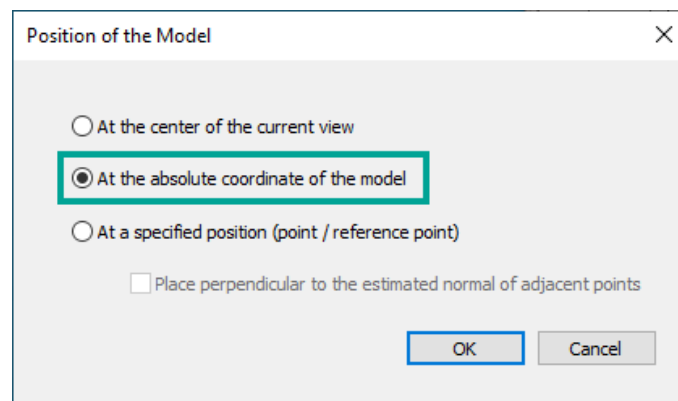 Position of the Model
At the center of the current view
At the absolute coordinate of the model
At a specified position (point / reference point)
Place perpendicular to the estimated normal of adjacent points
OK
Cancel